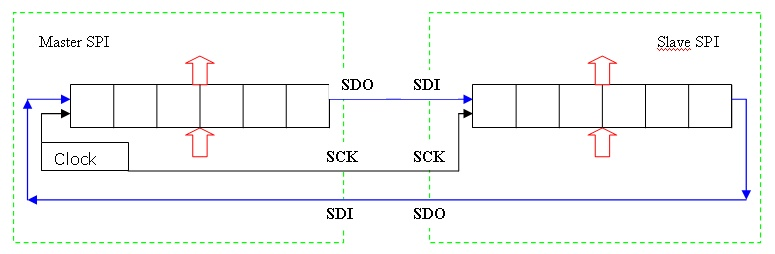 Master SPI
Slave SPI
SDO
SDI
Clock
SCK
SCK
SDI
SDO